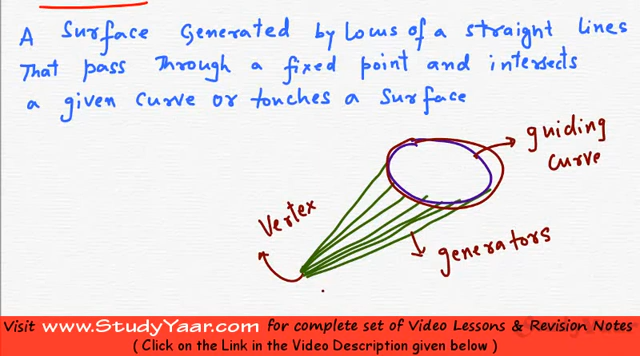 A Surface Generated by Locus of a straight lines
That pass Through a fixed point and intersects
a given Curve or touches a Surface
guiding
curve
Vertex
generators
Visit www.StudyYaar.com for complete set of Video Lessons & Revision Notes
( Click on the Link in the Video Description given below )